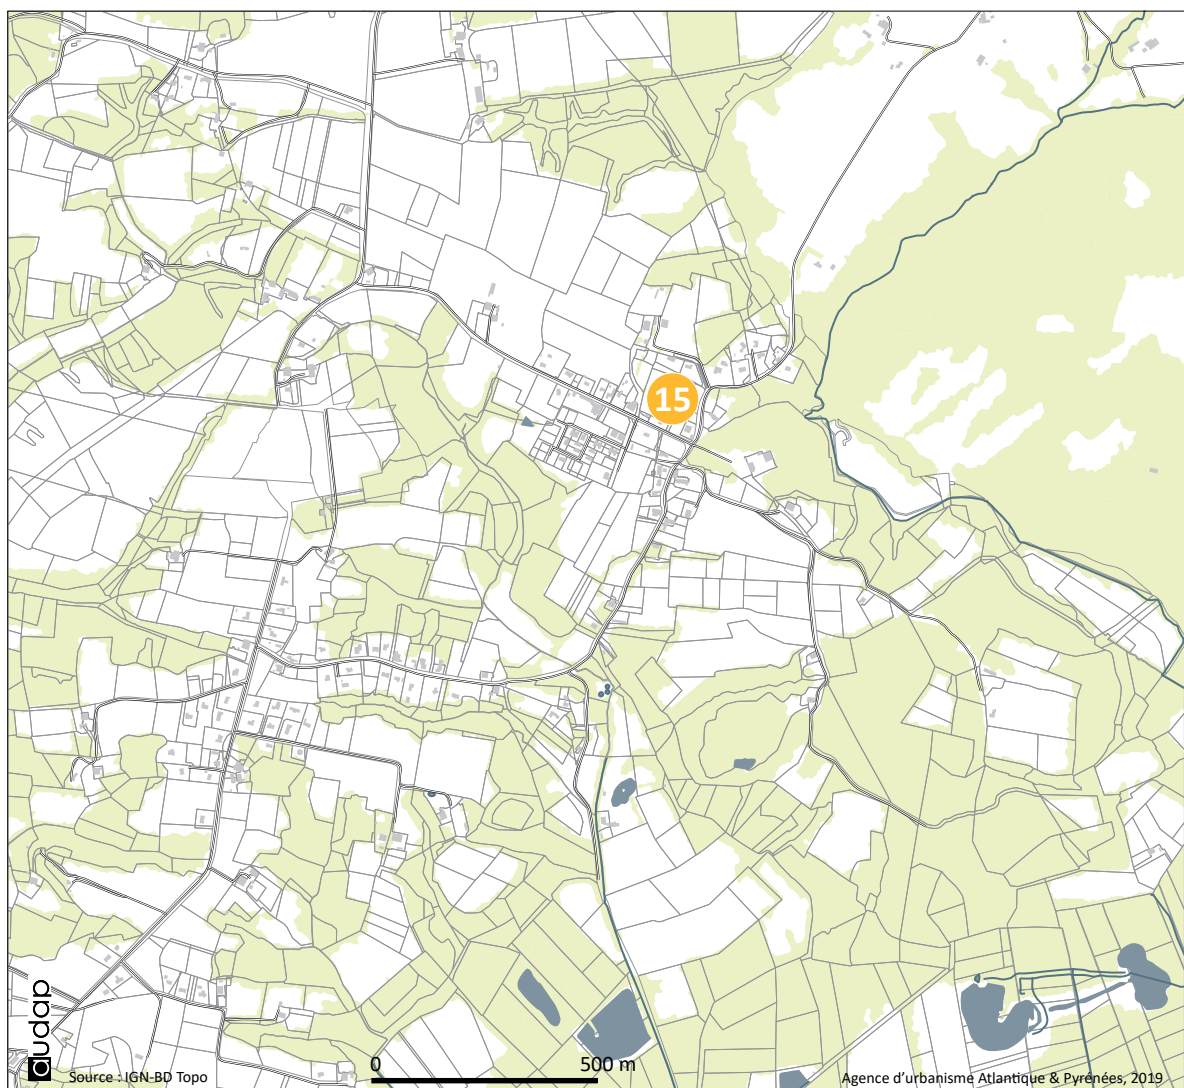 15
audap
Source : IGN-BD Topo
0 500 m
Agence d'urbanisme Atlantique & Pyrénées, 2019